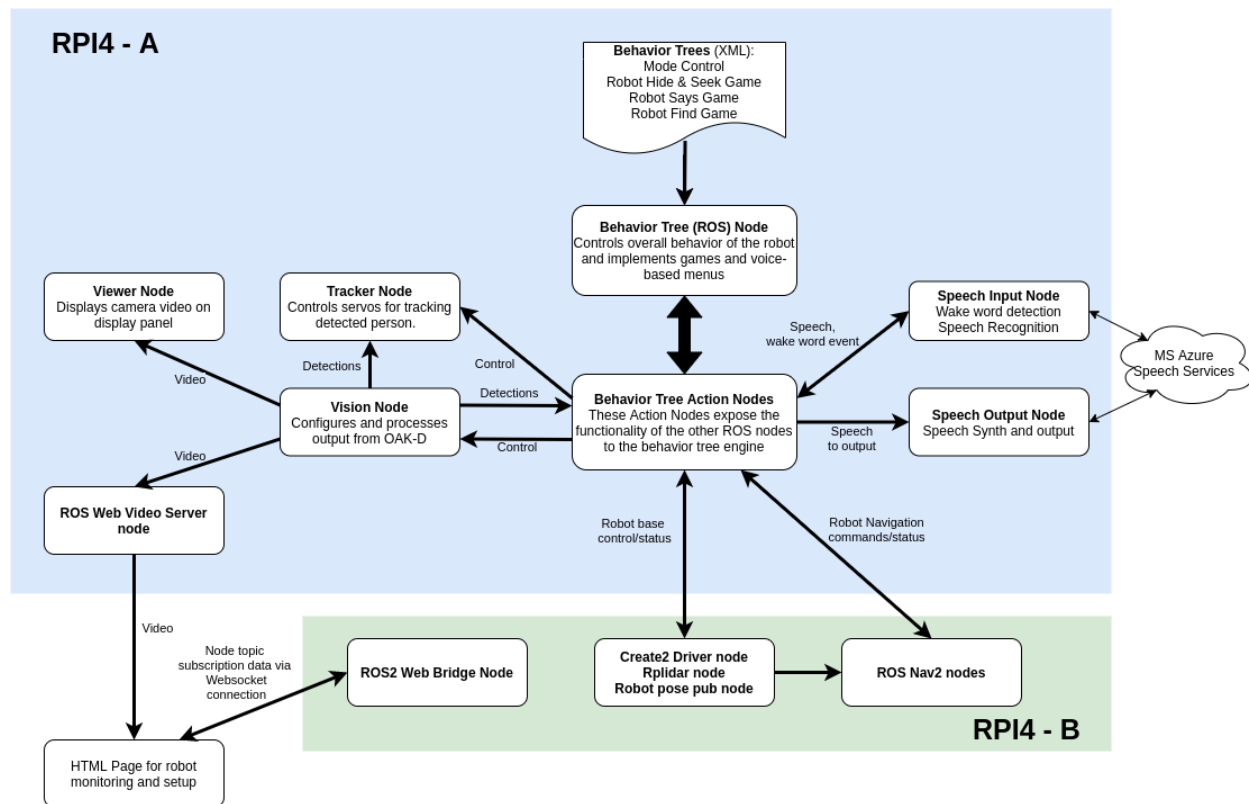 RPI4 - A
Behavior Trees (XML):
Mode Control
Robot Hide & Seek Game
Robot Says Game
Robot Find Game
Behavior Tree (ROS) Node
Controls overall behavior of the robot
and implements games and voice-
based menus
Viewer Node
Displays camera video on
display panel
Tracker Node
Controls servos for tracking
detected person.
Speech Input Node
Wake word detection
Speech Recognition
Speech,
wake word event
MS Azure
Speech Services
Video
Detections
Control
Detections
Vision Node
Configures and processes
output from OAK-D
Control
Behavior Tree Action Nodes
These Action Nodes expose the
functionality of the other ROS nodes
to the behavior tree engine
Speech
to output
Speech Output Node
Speech Synth and output
Video
ROS Web Video Server
node
Robot base
control/status
Robot Navigation
commands/status
Video
Node topic
subscription data via
Websocket
connection
ROS2 Web Bridge Node
Create2 Driver node
Rplidar node
Robot pose pub node
ROS Nav2 nodes
RPI4 - B
HTML Page for robot
monitoring and setup